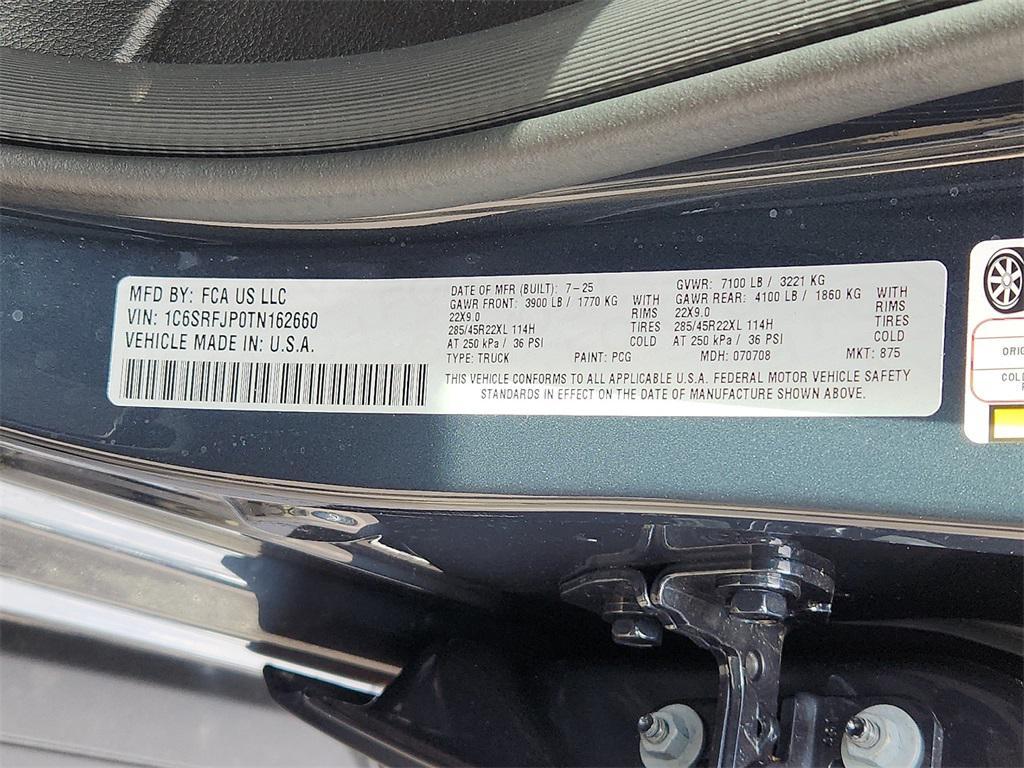 MFD BY: FCA US LLC
VIN: 1C6SRFJP0TN162660
VEHICLE MADE IN: U.S.A.
DATE OF MFR (BUILT): 7-25
GAWR FRONT: 3900 LB / 1770 KG WITH
22X9.0 RIMS
285/45R22XL 114H TIRES
AT 250 kPa / 36 PSI COLD
GVWR: 7100 LB / 3221 KG
GAWR REAR: 4100 LB / 1860 KG WITH
22X9.0 RIMS
285/45R22XL 114H TIRES
AT 250 kPa / 36 PSI COLD
TYPE: TRUCK PAINT: PCG MDH: 070708 MKT: 875
THIS VEHICLE CONFORMS TO ALL APPLICABLE U.S.A. FEDERAL MOTOR VEHICLE SAFETY
STANDARDS IN EFFECT ON THE DATE OF MANUFACTURE SHOWN ABOVE.
COLD